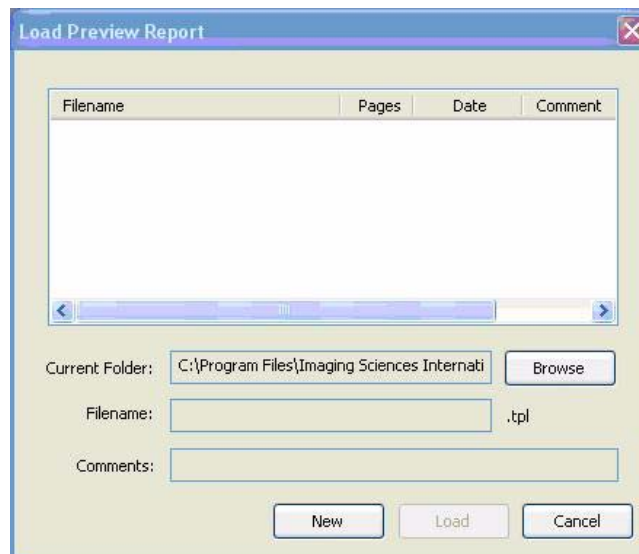 Load Preview Report
Filename Pages Date Comment
Current Folder: C:\Program Files\Imaging Sciences Internati Browse
Filename: .tpl
Comments:
New Load Cancel